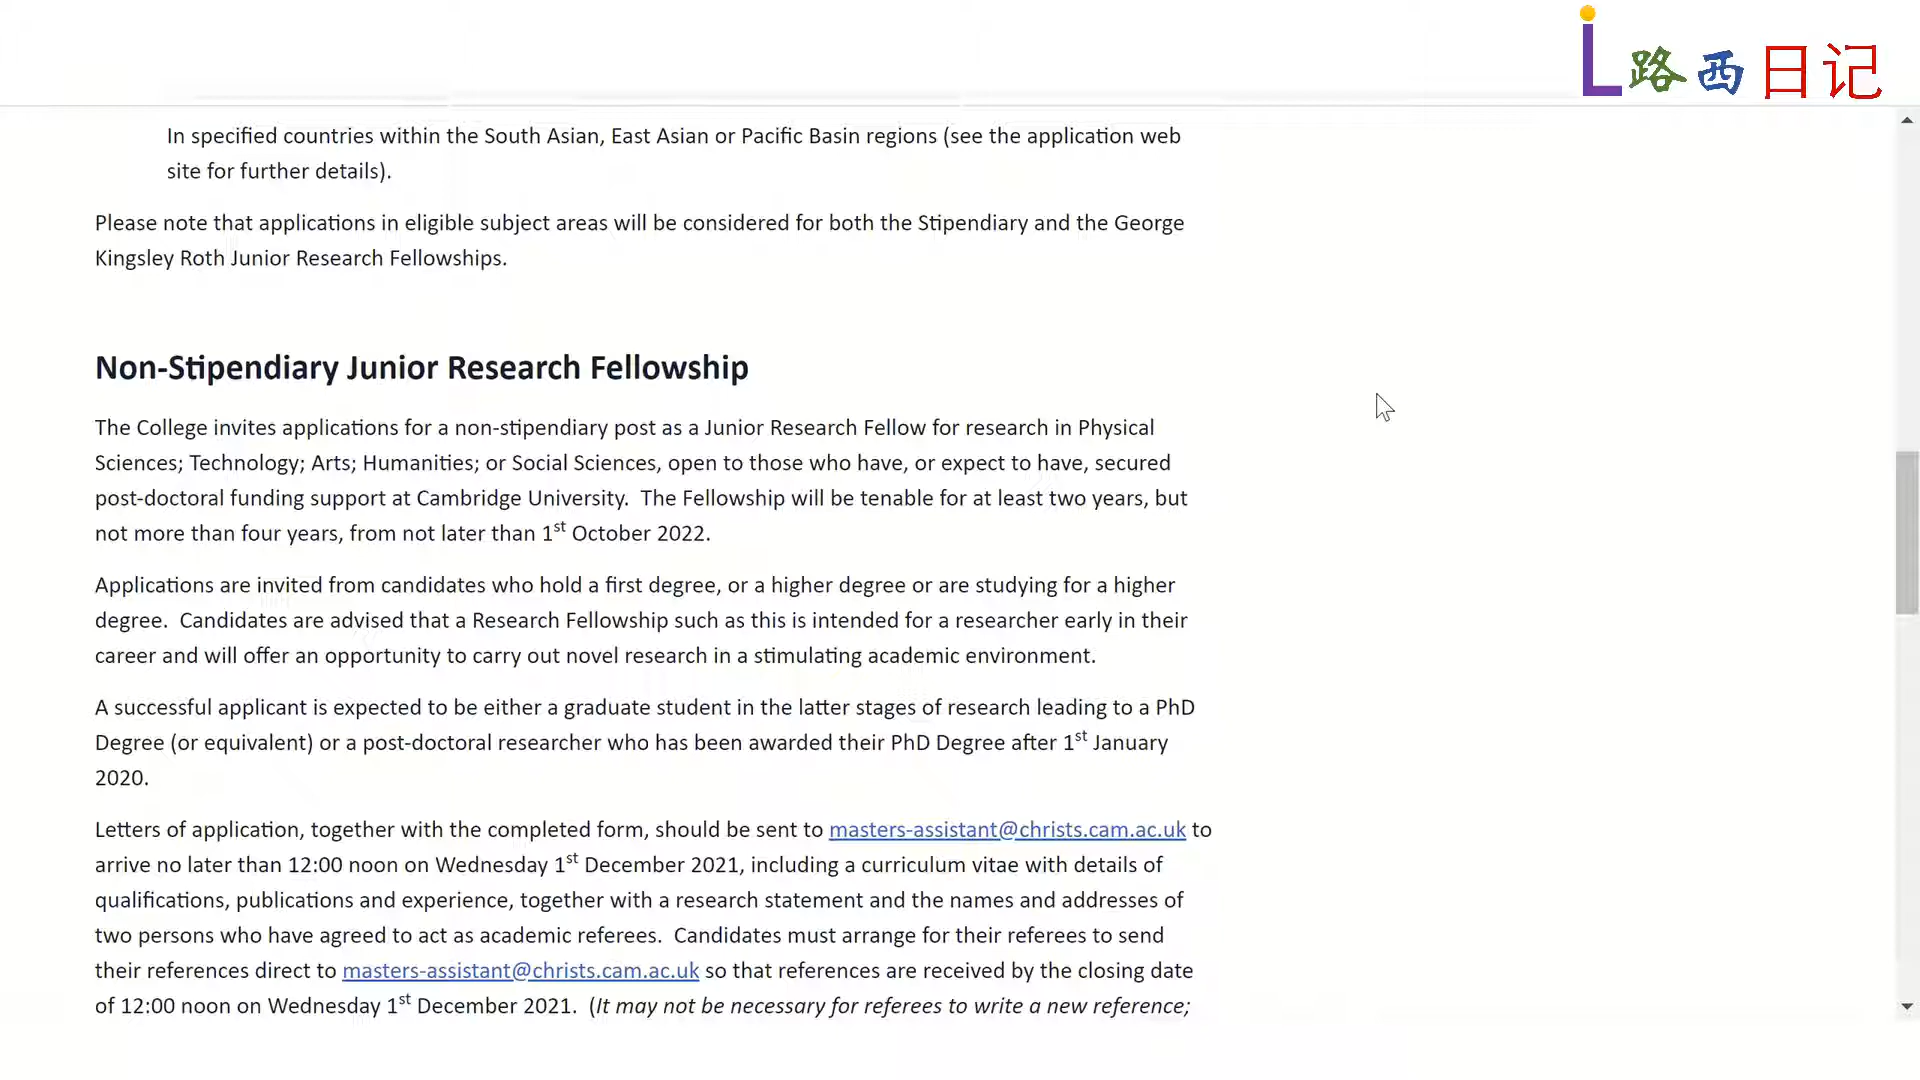 L路西日记
In specified countries within the South Asian, East Asian or Pacific Basin regions (see the application web
site for further details).
Please note that applications in eligible subject areas will be considered for both the Stipendiary and the George
Kingsley Roth Junior Research Fellowships.
Non-Stipendiary Junior Research Fellowship
The College invites applications for a non-stipendiary post as a Junior Research Fellow for research in Physical
Sciences; Technology; Arts; Humanities; or Social Sciences, open to those who have, or expect to have, secured
post-doctoral funding support at Cambridge University.  The Fellowship will be tenable for at least two years, but
not more than four years, from not later than 1st October 2022.
Applications are invited from candidates who hold a first degree, or a higher degree or are studying for a higher
degree.  Candidates are advised that a Research Fellowship such as this is intended for a researcher early in their
career and will offer an opportunity to carry out novel research in a stimulating academic environment.
A successful applicant is expected to be either a graduate student in the latter stages of research leading to a PhD
Degree (or equivalent) or a post-doctoral researcher who has been awarded their PhD Degree after 1st January
2020.
Letters of application, together with the completed form, should be sent to masters-assistant@christs.cam.ac.uk to
arrive no later than 12:00 noon on Wednesday 1st December 2021, including a curriculum vitae with details of
qualifications, publications and experience, together with a research statement and the names and addresses of
two persons who have agreed to act as academic referees.  Candidates must arrange for their referees to send
their references direct to masters-assistant@christs.cam.ac.uk so that references are received by the closing date
of 12:00 noon on Wednesday 1st December 2021.  (It may not be necessary for referees to write a new reference;